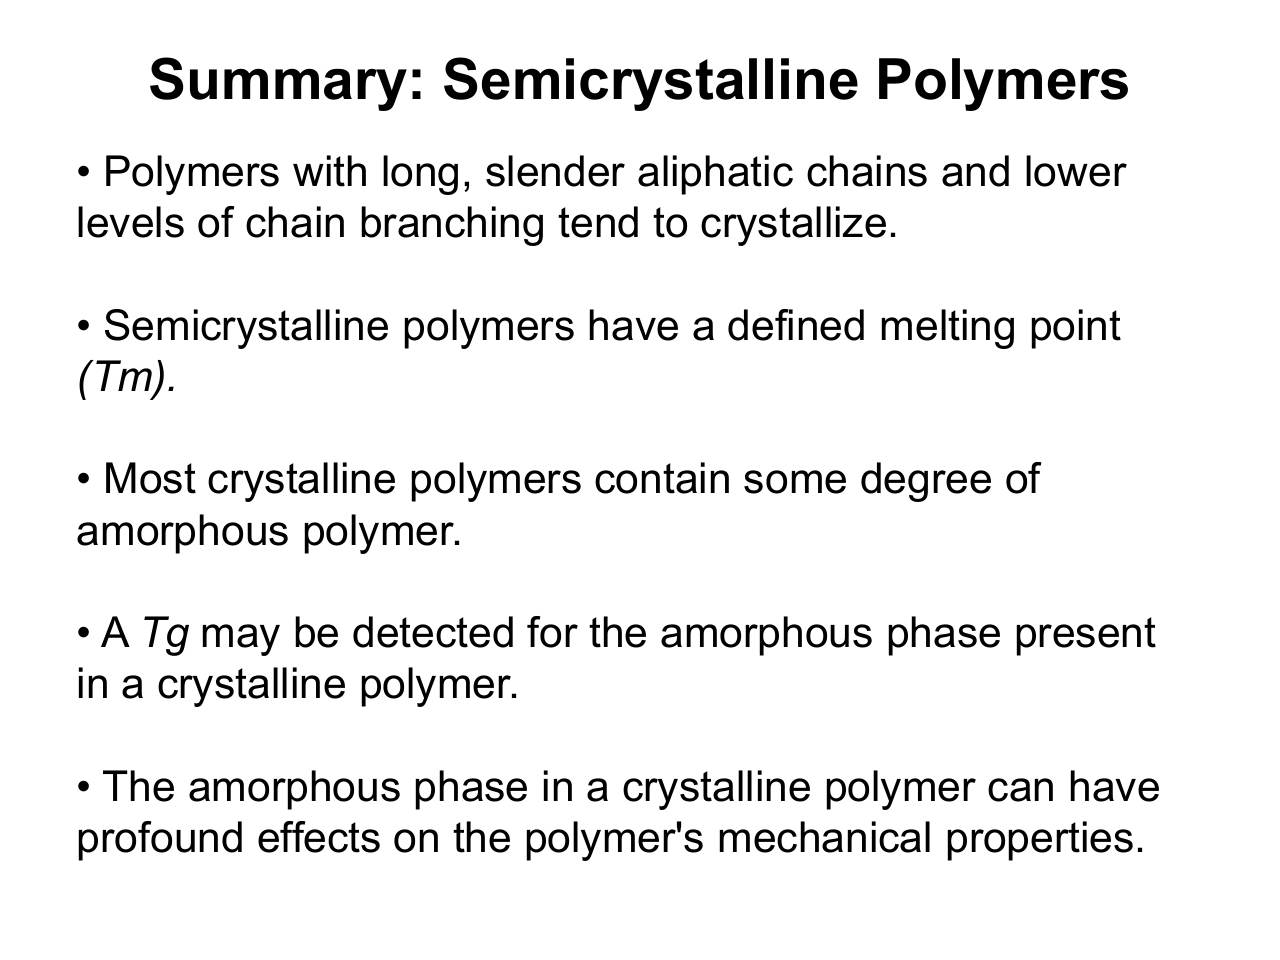 Summary: Semicrystalline Polymers
• Polymers with long, slender aliphatic chains and lower
levels of chain branching tend to crystallize.
• Semicrystalline polymers have a defined melting point
(Tm).
• Most crystalline polymers contain some degree of
amorphous polymer.
• A Tg may be detected for the amorphous phase present
in a crystalline polymer.
• The amorphous phase in a crystalline polymer can have
profound effects on the polymer's mechanical properties.